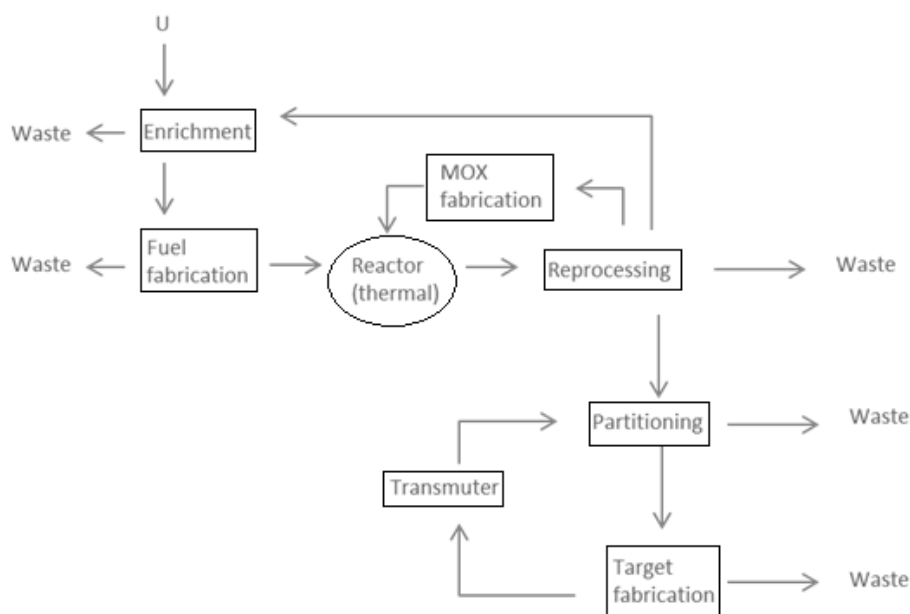 U
Waste
Enrichment
MOX
fabrication
Waste
Fuel
fabrication
Reactor
(thermal)
Reprocessing
Waste
Partitioning
Waste
Transmuter
Target
fabrication
Waste